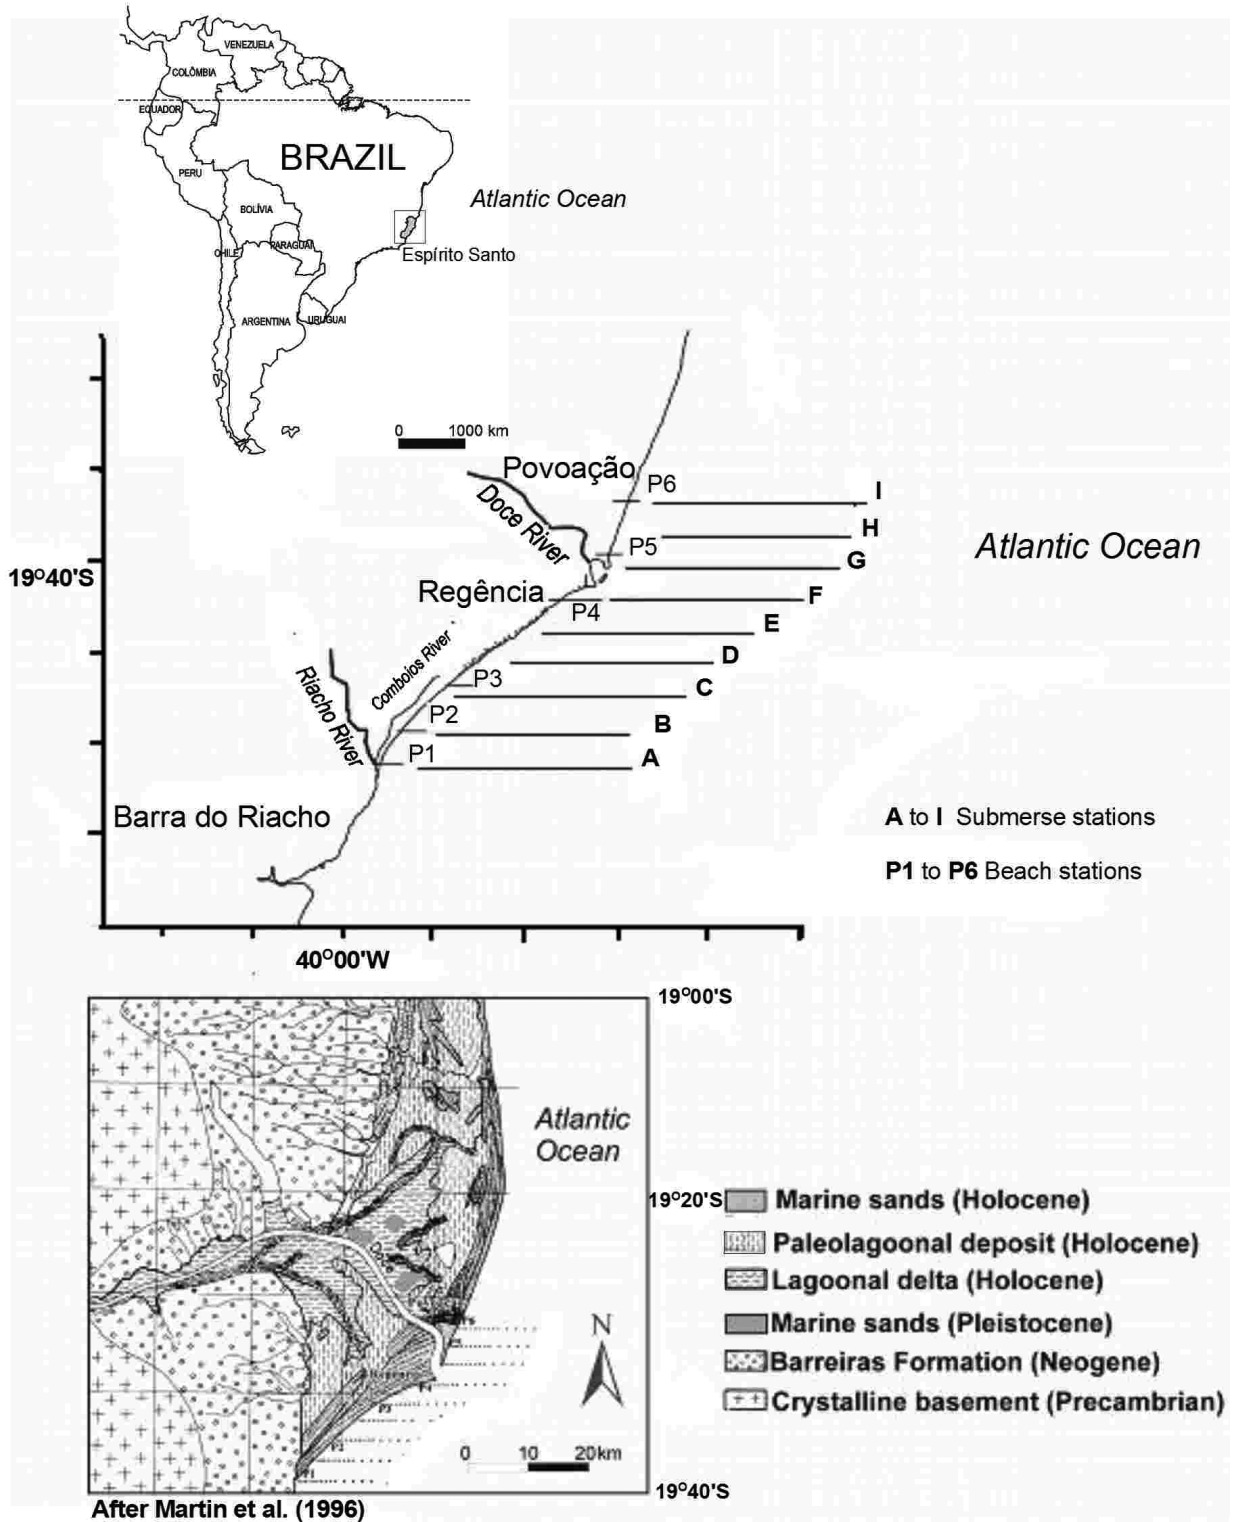 VENEZUELA
COLÔMBIA
ECUADOR
BRAZIL
PERU
Atlantic Ocean
BOLÍVIA
PARAGUAI
CHILE
Espírito Santo
ARGENTINA
URUGUAI
0 1000 km
Povoação
P6
I
Doce River
H
P5
Atlantic Ocean
G
19°40'S
Regência
F
P4
E
Comboios River
D
P3
C
Riacho River
P2
B
P1
A
Barra do Riacho
A to I Submerse stations
P1 to P6 Beach stations
40°00'W
19°00'S
Atlantic
Ocean
19°20'S
Marine sands (Holocene)
Paleolagoonal deposit (Holocene)
Lagoonal delta (Holocene)
Marine sands (Pleistocene)
N
Barreiras Formation (Neogene)
Crystalline basement (Precambrian)
P3
P2
P1
0 10 20km
19°40'S
After Martin et al. (1996)